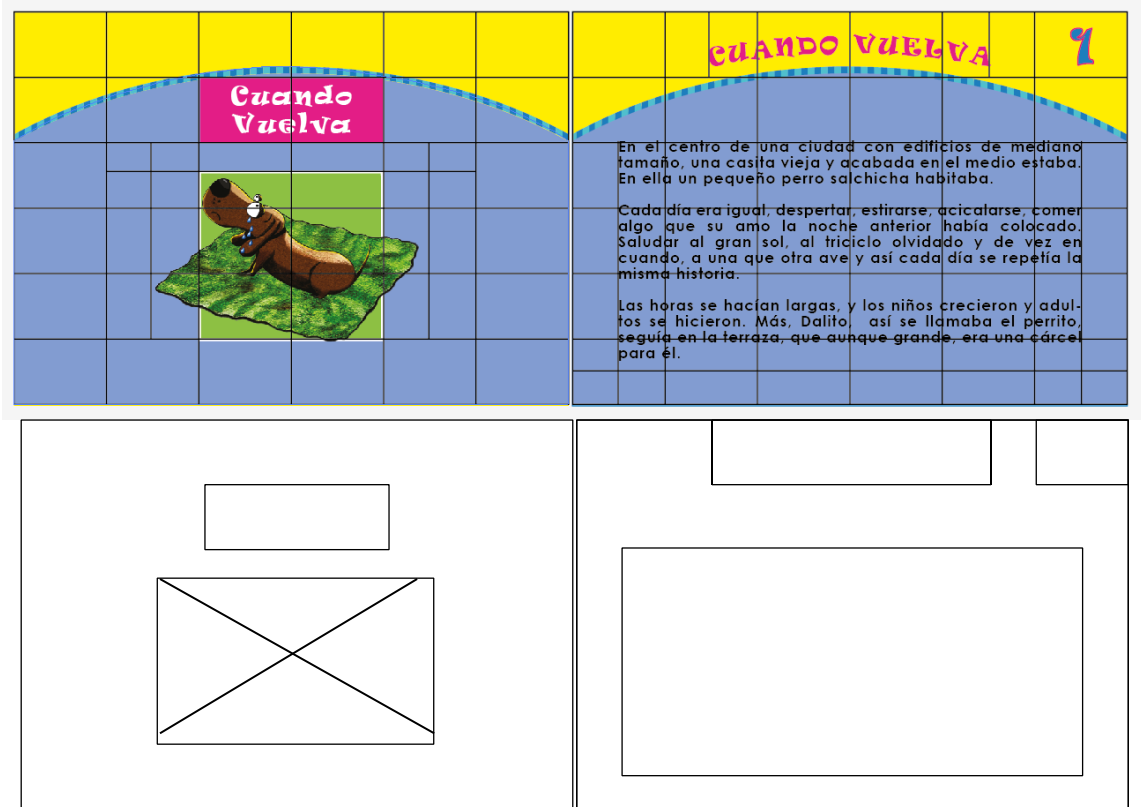 Cuando
Vuelva
CUANDO VUELVA
1
En el centro de una ciudad con edificios de mediano
tamaño, una casita vieja y acabada en el medio estaba.
En ella un pequeño perro salchicha habitaba.
Cada día era igual, despertar, estirarse, acicalarse, comer
algo que su amo la noche anterior había colocado.
Saludar al gran sol, al triciclo olvidado y de vez en
cuando, a una que otra ave y así cada día se repetía la
misma historia.
Las horas se hacían largas, y los niños crecieron y adul-
tos se hicieron. Más, Dalito, así se llamaba el perrito,
seguía en la terraza, que aunque grande, era una cárcel
para él.